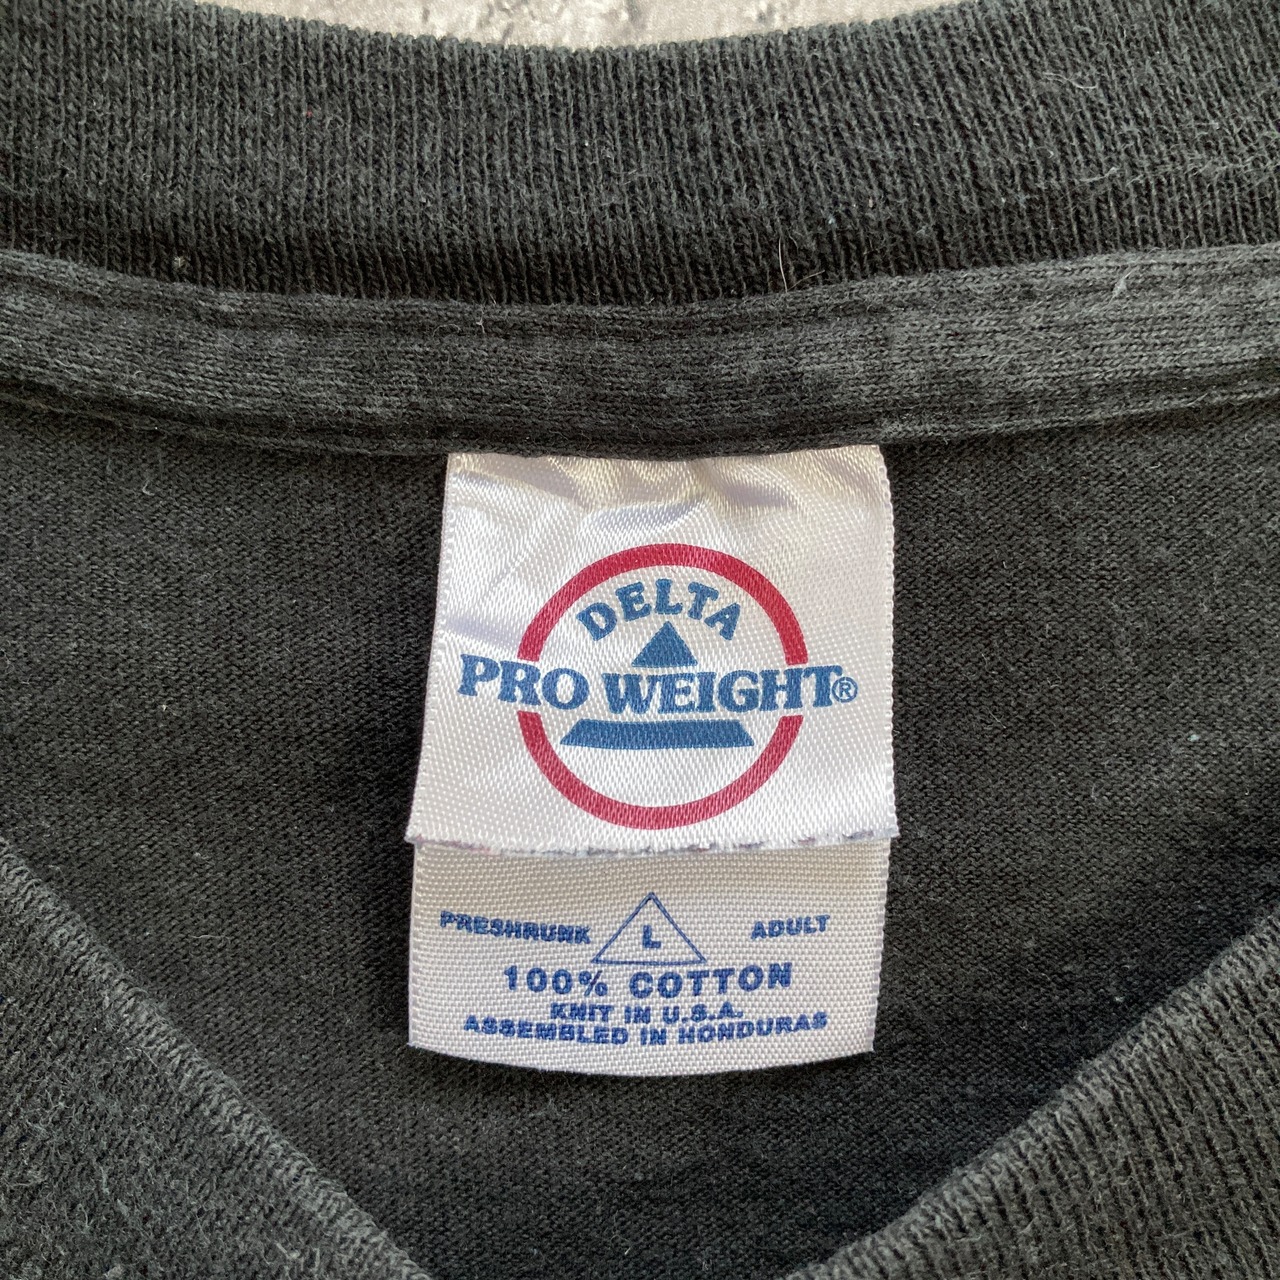 DELTA
PRO WEIGHT®
PRESHRUNK L ADULT
100% COTTON
KNIT IN U.S.A.
ASSEMBLED IN HONDURAS